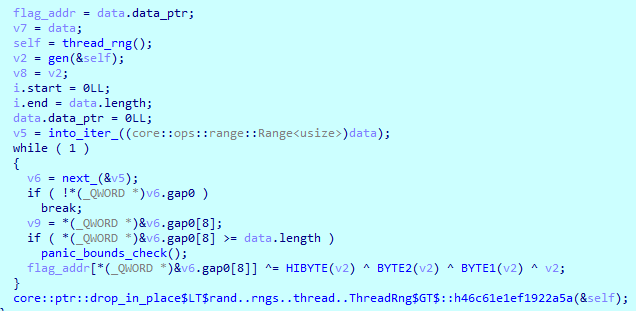 flag_addr = data.data_ptr;
v7 = data;
self = thread_rng();
v2 = gen(&self);
v8 = v2;
i.start = 0LL;
i.end = data.length;
data.data_ptr = 0LL;
v5 = into_iter_((core::ops::range::Range<usize>)data);
while ( 1 )
{
v6 = next_(&v5);
if ( !*(_QWORD *)v6.gap0 )
break;
v9 = *(_QWORD *)&v6.gap0[8];
if ( *(_QWORD *)&v6.gap0[8] >= data.length )
panic_bounds_check();
flag_addr[*(_QWORD *)&v6.gap0[8]] ^= HIBYTE(v2) ^ BYTE2(v2) ^ BYTE1(v2) ^ v2;
}
core::ptr::drop_in_place$LT$rand..rngs..thread..ThreadRng$GT$::h46c61e1ef1922a5a(&self);